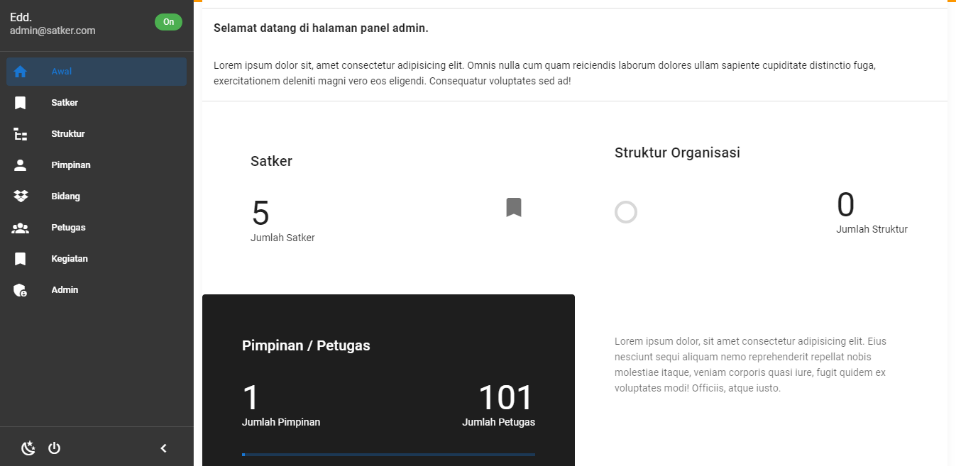 Edd.
admin@satker.com
On
Awal
Satker
Struktur
Pimpinan
Bidang
Petugas
Kegiatan
Admin
Selamat datang di halaman panel admin.
Lorem ipsum dolor sit, amet consectetur adipisicing elit. Omnis nulla cum quam reiciendis laborum dolores ullam sapiente cupiditate distinctio fuga,
exercitationem deleniti magni vero eos eligendi. Consequatur voluptates sed ad!
Satker
5
Jumlah Satker
Struktur Organisasi
0
Jumlah Struktur
Pimpinan / Petugas
1
Jumlah Pimpinan
101
Jumlah Petugas
Lorem ipsum dolor, sit amet consectetur adipisicing elit. Eius
nesciunt sequi aliquam nemo reprehenderit repellat nobis
molestiae itaque, veniam corporis quasi iure, fugit quidem ex
voluptates modi! Officiis, atque iusto.